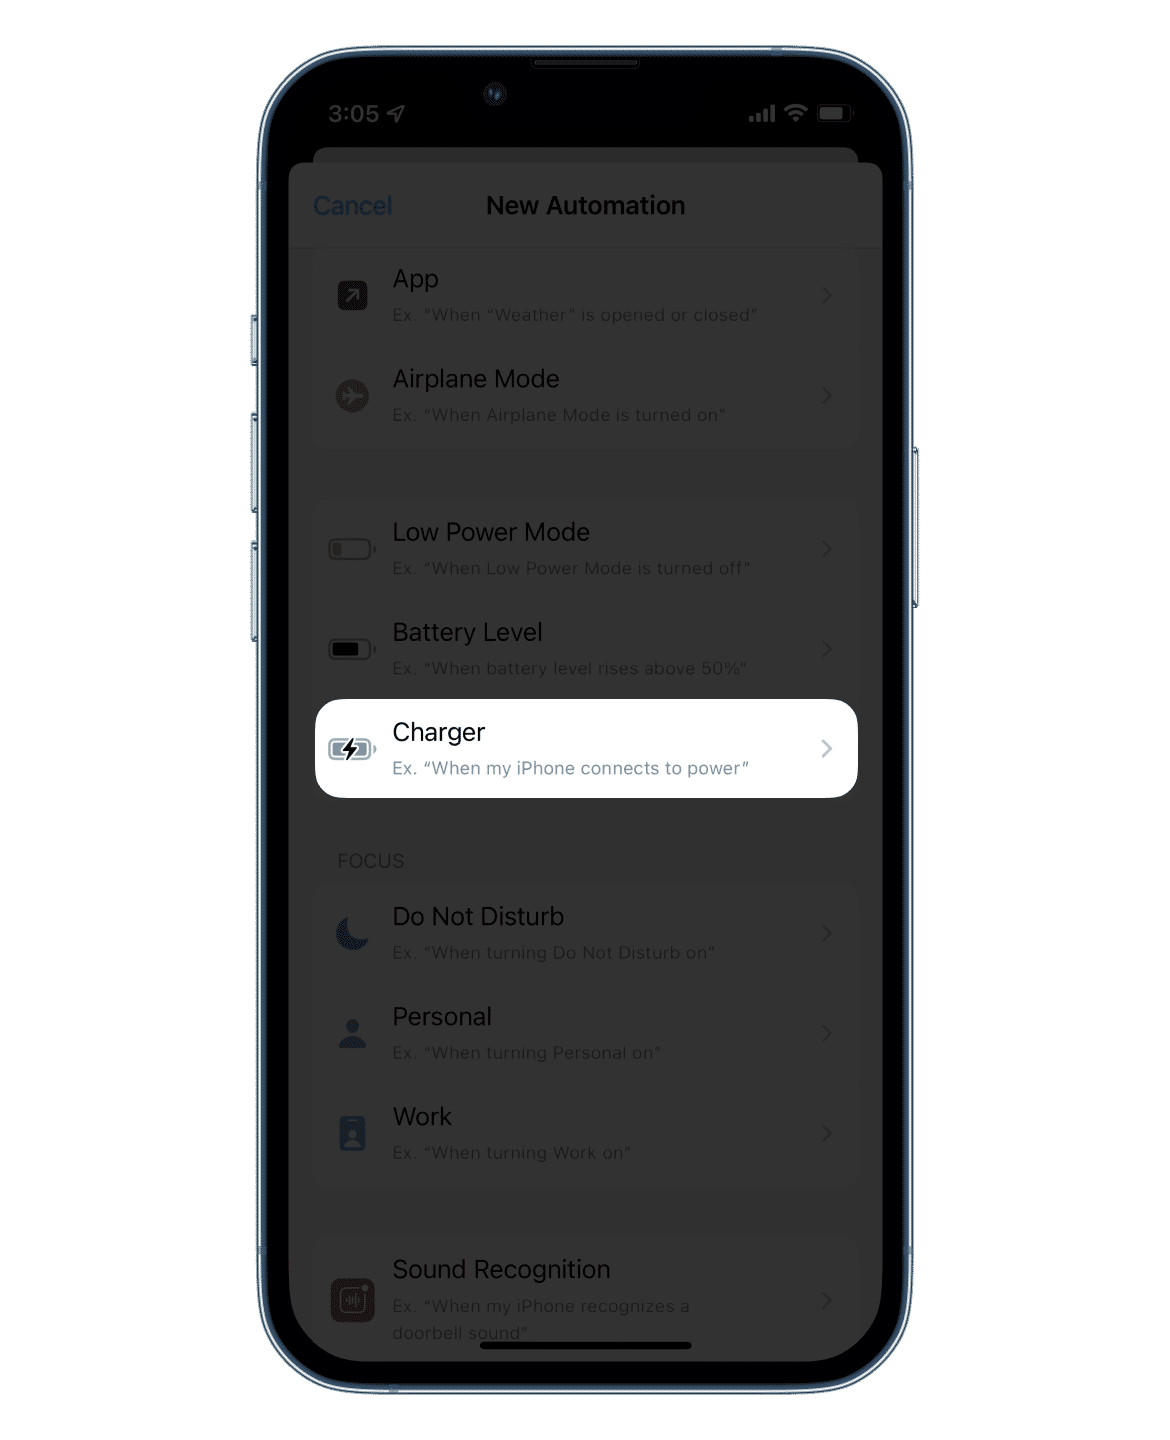 3:05
Cancel
New Automation
App
Ex. “When “Weather” is opened or closed”
Airplane Mode
Ex. “When Airplane Mode is turned on”
Low Power Mode
Ex. “When Low Power Mode is turned off”
Battery Level
Ex. “When battery level rises above 50%”
Charger
Ex. “When my iPhone connects to power”
FOCUS
Do Not Disturb
Ex. “When turning Do Not Disturb on”
Personal
Ex. “When turning Personal on”
Work
Ex. “When turning Work on”
Sound Recognition
Ex. “When my iPhone recognizes a
doorbell sound”